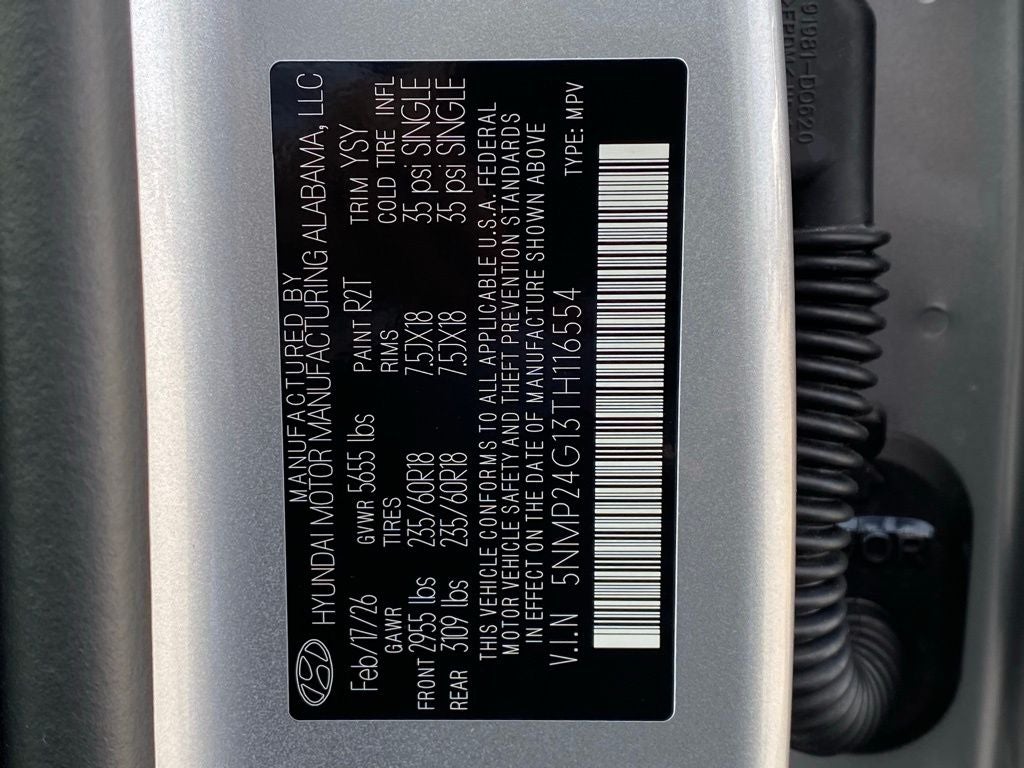 MANUFACTURED BY
HYUNDAI MOTOR MANUFACTURING ALABAMA, LLC
Feb/17/26 GVWR 5655 lbs PAINT R2T TRIM YSY
GAWR TIRES RIMS COLD TIRE INFL
FRONT 2955 lbs 235/60R18 7.5JX18 35 psi SINGLE
REAR 3109 lbs 235/60R18 7.5JX18 35 psi SINGLE
THIS VEHICLE CONFORMS TO ALL APPLICABLE U.S.A. FEDERAL
MOTOR VEHICLE SAFETY AND THEFT PREVENTION STANDARDS
IN EFFECT ON THE DATE OF MANUFACTURE SHOWN ABOVE
V.I.N 5NMP24G13TH116554 TYPE: MPV
91981-D0620